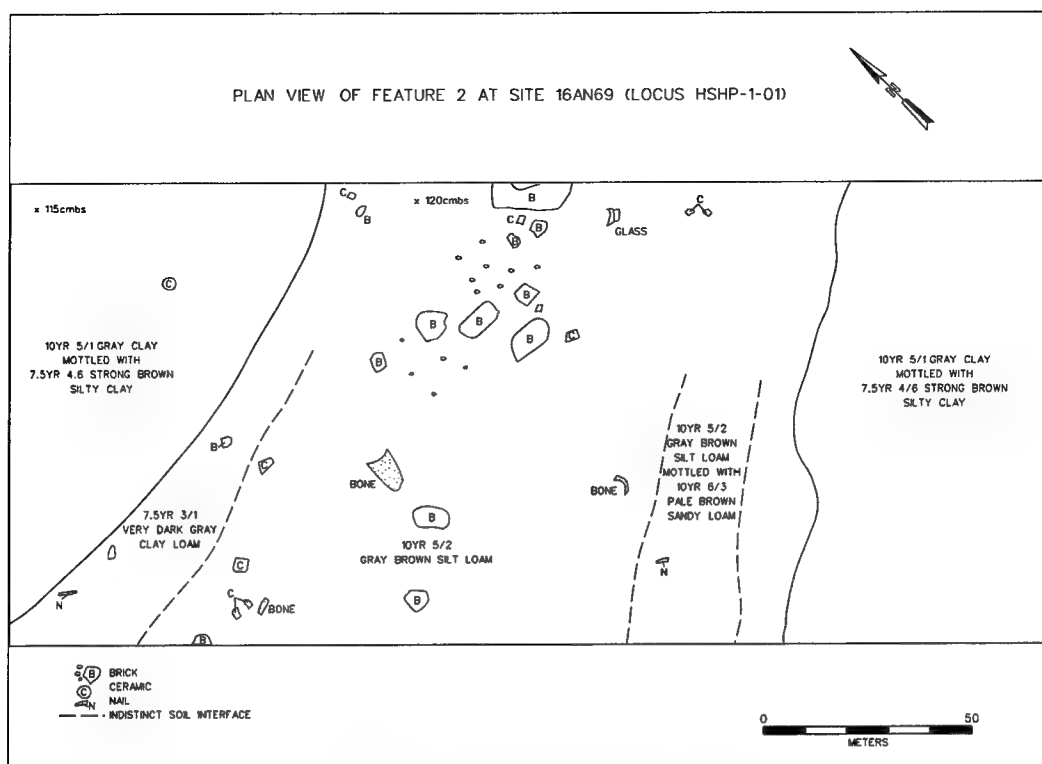 PLAN VIEW OF FEATURE 2 AT SITE 16AN69 (LOCUS HSHP-1-01)
N
x 115cmbs
C
B
x 120cmbs
B
C
B
B
GLASS
C
C
B
B
B
B
C
B
10YR 5/1 GRAY CLAY
MOTTLED WITH
7.5YR 4.6 STRONG BROWN
SILTY CLAY
10YR 5/1 GRAY CLAY
MOTTLED WITH
7.5YR 4/6 STRONG BROWN
SILTY CLAY
B
C
BONE
BONE
10YR 5/2
GRAY BROWN
SILT LOAM
MOTTLED WITH
10YR 6/3
PALE BROWN
SANDY LOAM
7.5YR 3/1
VERY DARK GRAY
CLAY LOAM
B
10YR 5/2
GRAY BROWN SILT LOAM
C
N
N
C
BONE
B
B
B BRICK
C CERAMIC
N NAIL
INDISTINCT SOIL INTERFACE
0 50
METERS